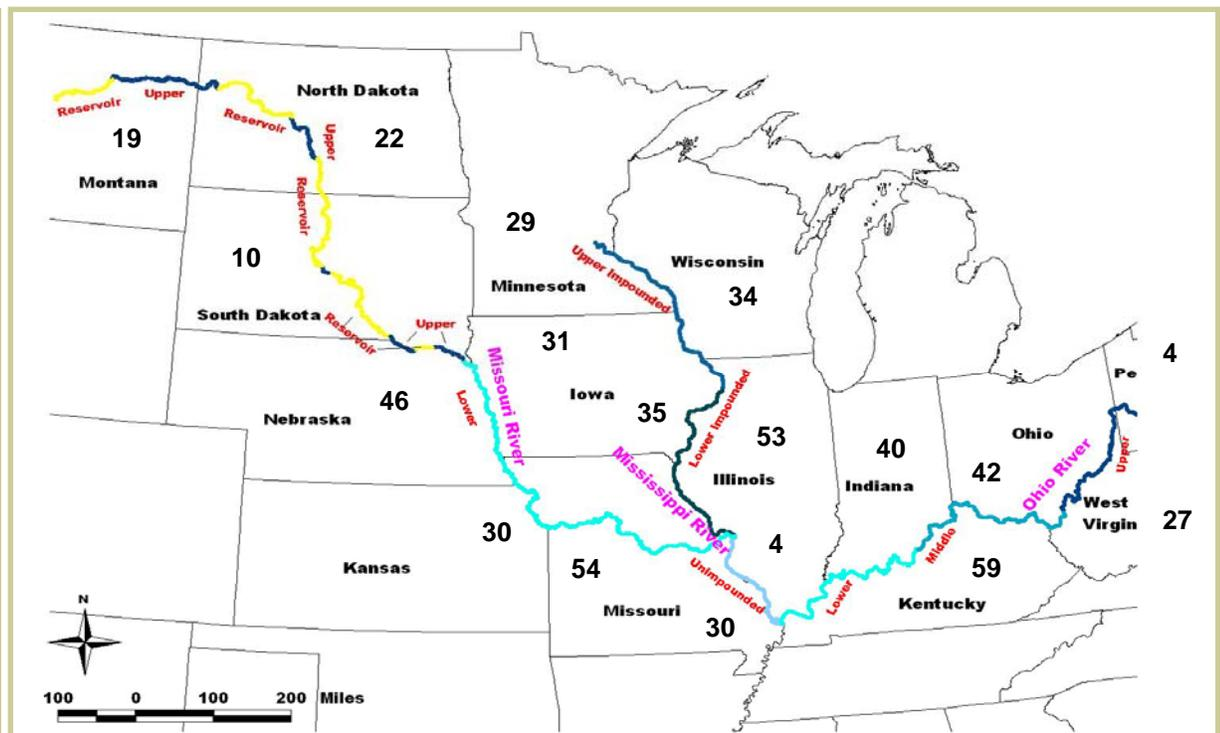 North Dakota
Reservoir
Upper
Reservoir
Upper
19
22
Montana
Reservoir
29
10
Upper Impounded
Wisconsin
34
Minnesota
South Dakota
Reservoir
Upper
31
4
Pe
Missouri River
Iowa
Lower Impounded
46
Lower
35
Nebraska
53
Ohio
40
42
Ohio River
Upper
Mississippi River
Illinois
Indiana
West
Virgin
27
30
4
Middle
Kansas
54
Unimpounded
59
Lower
Kentucky
Missouri
30
N
100 0 100 200 Miles